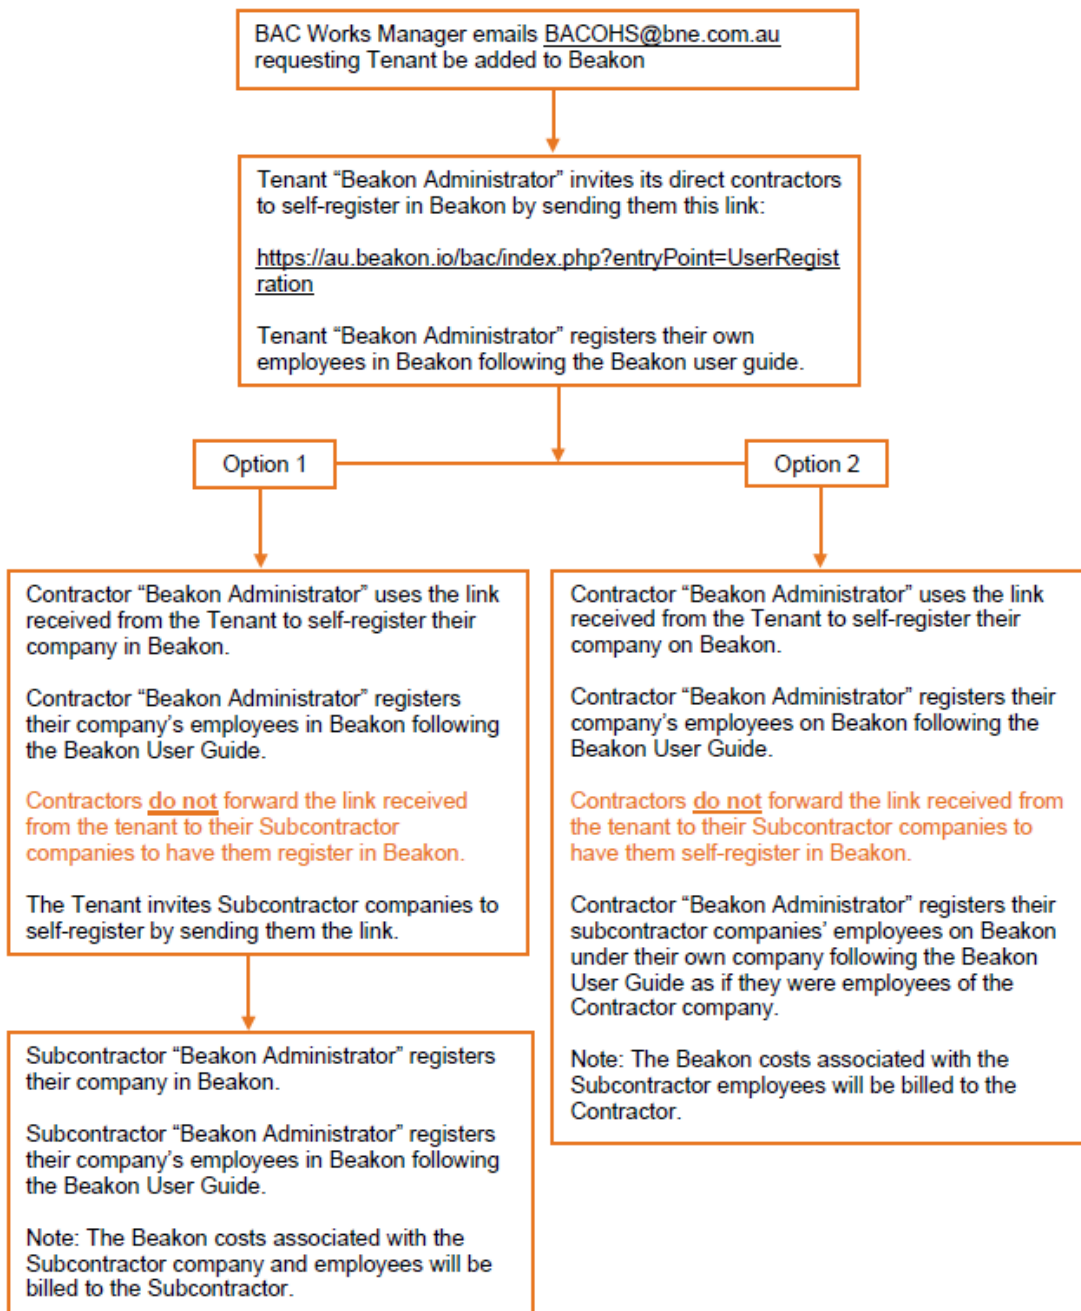 BAC Works Manager emails BACOHS@bne.com.au
requesting Tenant be added to Beakon
Tenant “Beakon Administrator” invites its direct contractors
to self-register in Beakon by sending them this link:
https://au.beakon.io/bac/index.php?entryPoint=UserRegist
ration
Tenant “Beakon Administrator” registers their own
employees in Beakon following the Beakon user guide.
Option 1
Option 2
Contractor “Beakon Administrator” uses the link
received from the Tenant to self-register their
company in Beakon.
Contractor “Beakon Administrator” registers
their company’s employees in Beakon following
the Beakon User Guide.
Contractors do not forward the link received
from the tenant to their Subcontractor
companies to have them register in Beakon.
The Tenant invites Subcontractor companies to
self-register by sending them the link.
Subcontractor “Beakon Administrator” registers
their company in Beakon.
Subcontractor “Beakon Administrator” registers
their company’s employees in Beakon following
the Beakon User Guide.
Note: The Beakon costs associated with the
Subcontractor company and employees will be
billed to the Subcontractor.
Contractor “Beakon Administrator” uses the link
received from the Tenant to self-register their
company on Beakon.
Contractor “Beakon Administrator” registers their
company’s employees on Beakon following the
Beakon User Guide.
Contractors do not forward the link received from
the tenant to their Subcontractor companies to
have them self-register in Beakon.
Contractor “Beakon Administrator” registers their
subcontractor companies’ employees on Beakon
under their own company following the Beakon
User Guide as if they were employees of the
Contractor company.
Note: The Beakon costs associated with the
Subcontractor employees will be billed to the
Contractor.